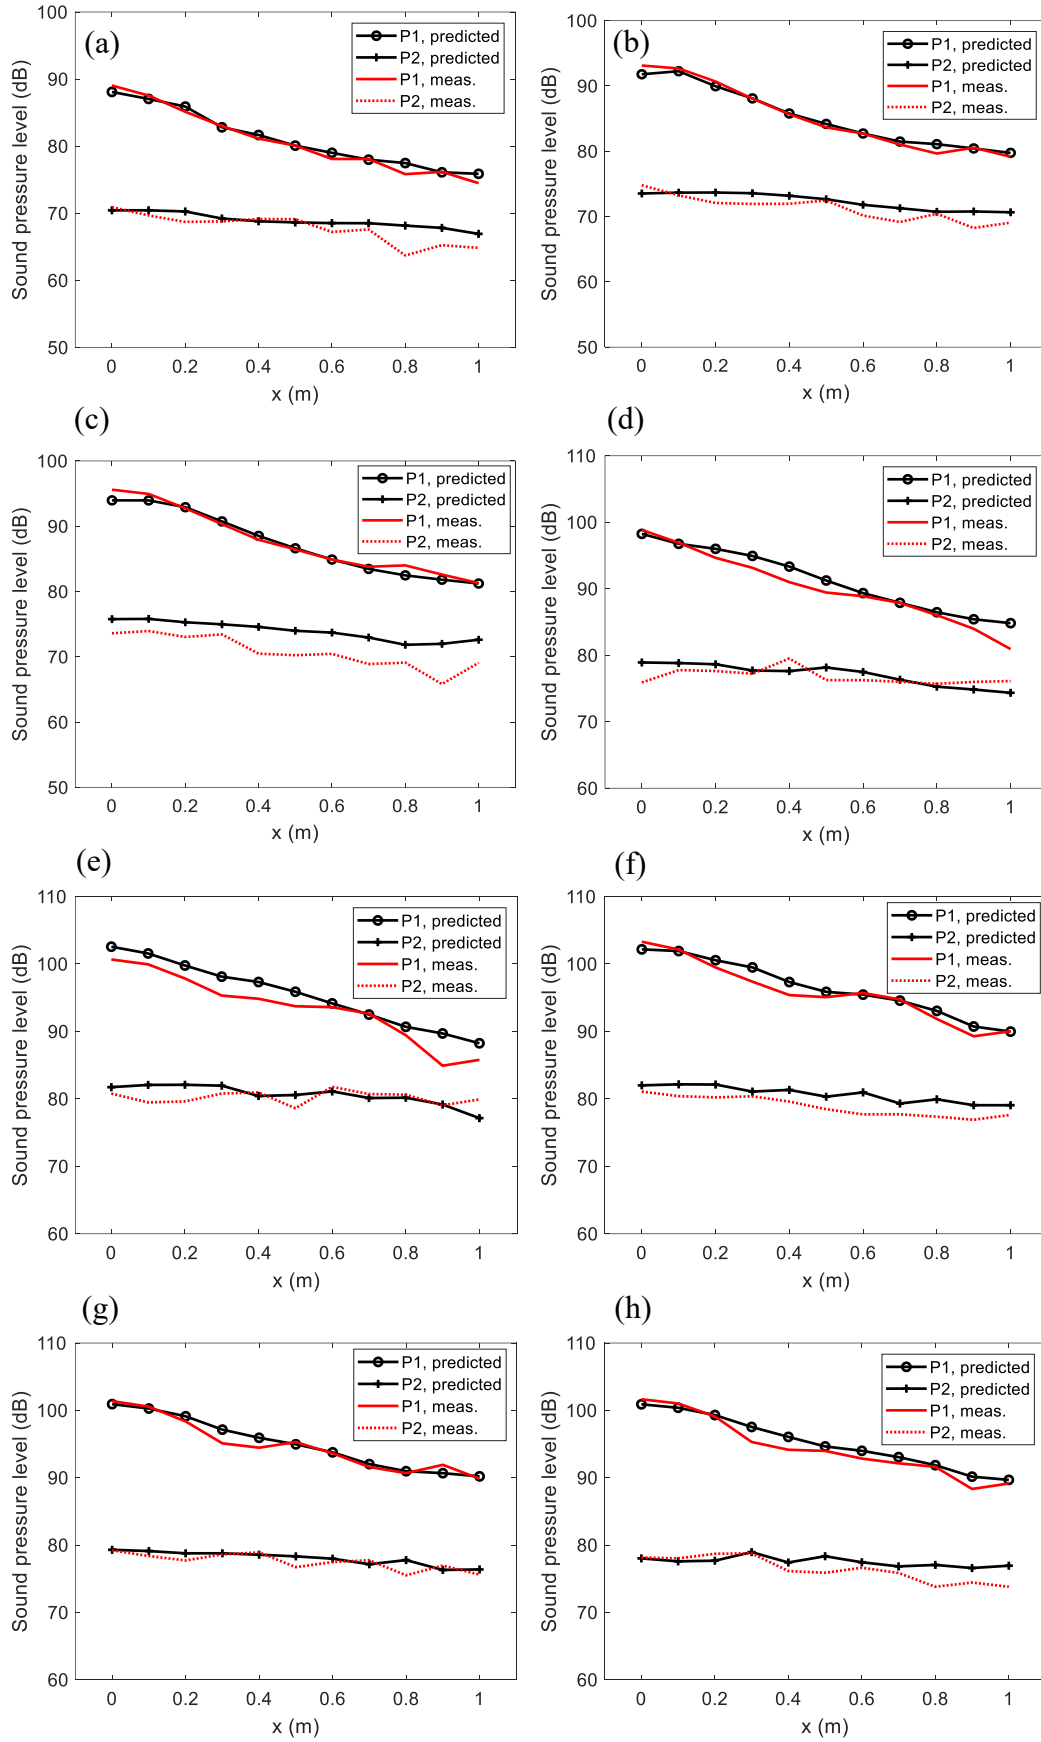 (a)
100
90
80
70
60
50
Sound pressure level (dB)
P1, predicted
P2, predicted
P1, meas.
P2, meas.
0 0.2 0.4 0.6 0.8 1
x (m)
(b)
100
90
80
70
60
50
Sound pressure level (dB)
P1, predicted
P2, predicted
P1, meas.
P2, meas.
0 0.2 0.4 0.6 0.8 1
x (m)
(c)
100
90
80
70
60
50
Sound pressure level (dB)
P1, predicted
P2, predicted
P1, meas.
P2, meas.
0 0.2 0.4 0.6 0.8 1
x (m)
(d)
110
100
90
80
70
60
Sound pressure level (dB)
P1, predicted
P2, predicted
P1, meas.
P2, meas.
0 0.2 0.4 0.6 0.8 1
x (m)
(e)
110
100
90
80
70
60
Sound pressure level (dB)
P1, predicted
P2, predicted
P1, meas.
P2, meas.
0 0.2 0.4 0.6 0.8 1
x (m)
(f)
110
100
90
80
70
60
Sound pressure level (dB)
P1, predicted
P2, predicted
P1, meas.
P2, meas.
0 0.2 0.4 0.6 0.8 1
x (m)
(g)
110
100
90
80
70
60
Sound pressure level (dB)
P1, predicted
P2, predicted
P1, meas.
P2, meas.
0 0.2 0.4 0.6 0.8 1
x (m)
(h)
110
100
90
80
70
60
Sound pressure level (dB)
P1, predicted
P2, predicted
P1, meas.
P2, meas.
0 0.2 0.4 0.6 0.8 1
x (m)